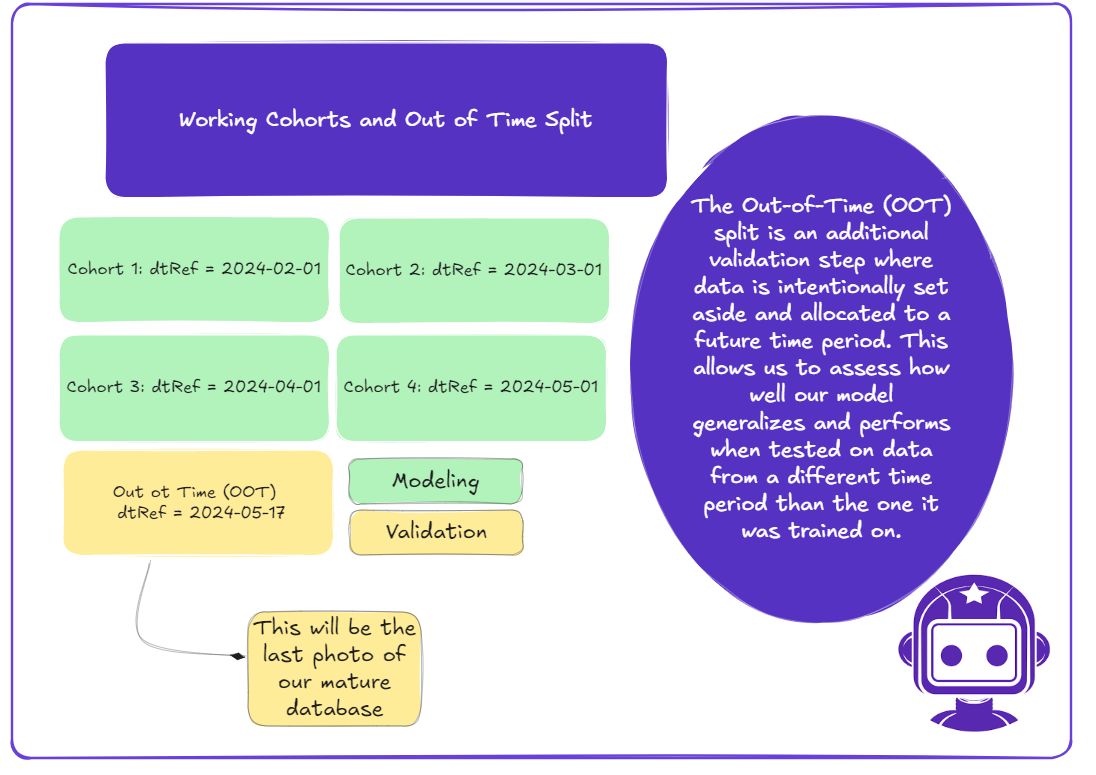 Working Cohorts and Out of Time Split
Cohort 1: dtRef = 2024-02-01
Cohort 2: dtRef = 2024-03-01
Cohort 3: dtRef = 2024-04-01
Cohort 4: dtRef = 2024-05-01
Out ot Time (OOT)
dtRef = 2024-05-17
Modeling
Validation
This will be the
last photo of
our mature
database
The Out-of-Time (OOT)
split is an additional
validation step where
data is intentionally set
aside and allocated to a
future time period. This
allows us to assess how
well our model
generalizes and performs
when tested on data
from a different time
period than the one it
was trained on.